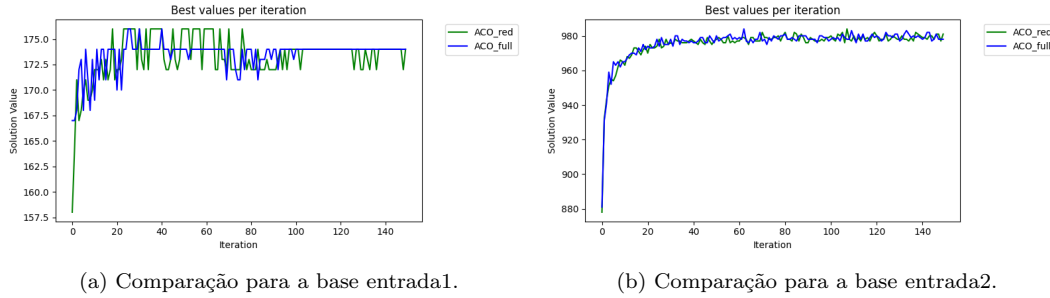 Best values per iteration
ACO_red
ACO_full
175.0
172.5
170.0
167.5
165.0
162.5
160.0
157.5
Solution Value
0 20 40 60 80 100 120 140
Iteration
(a) Comparação para a base entrada1.
Best values per iteration
ACO_red
ACO_full
980
960
940
920
900
880
Solution Value
0 20 40 60 80 100 120 140
Iteration
(b) Comparação para a base entrada2.